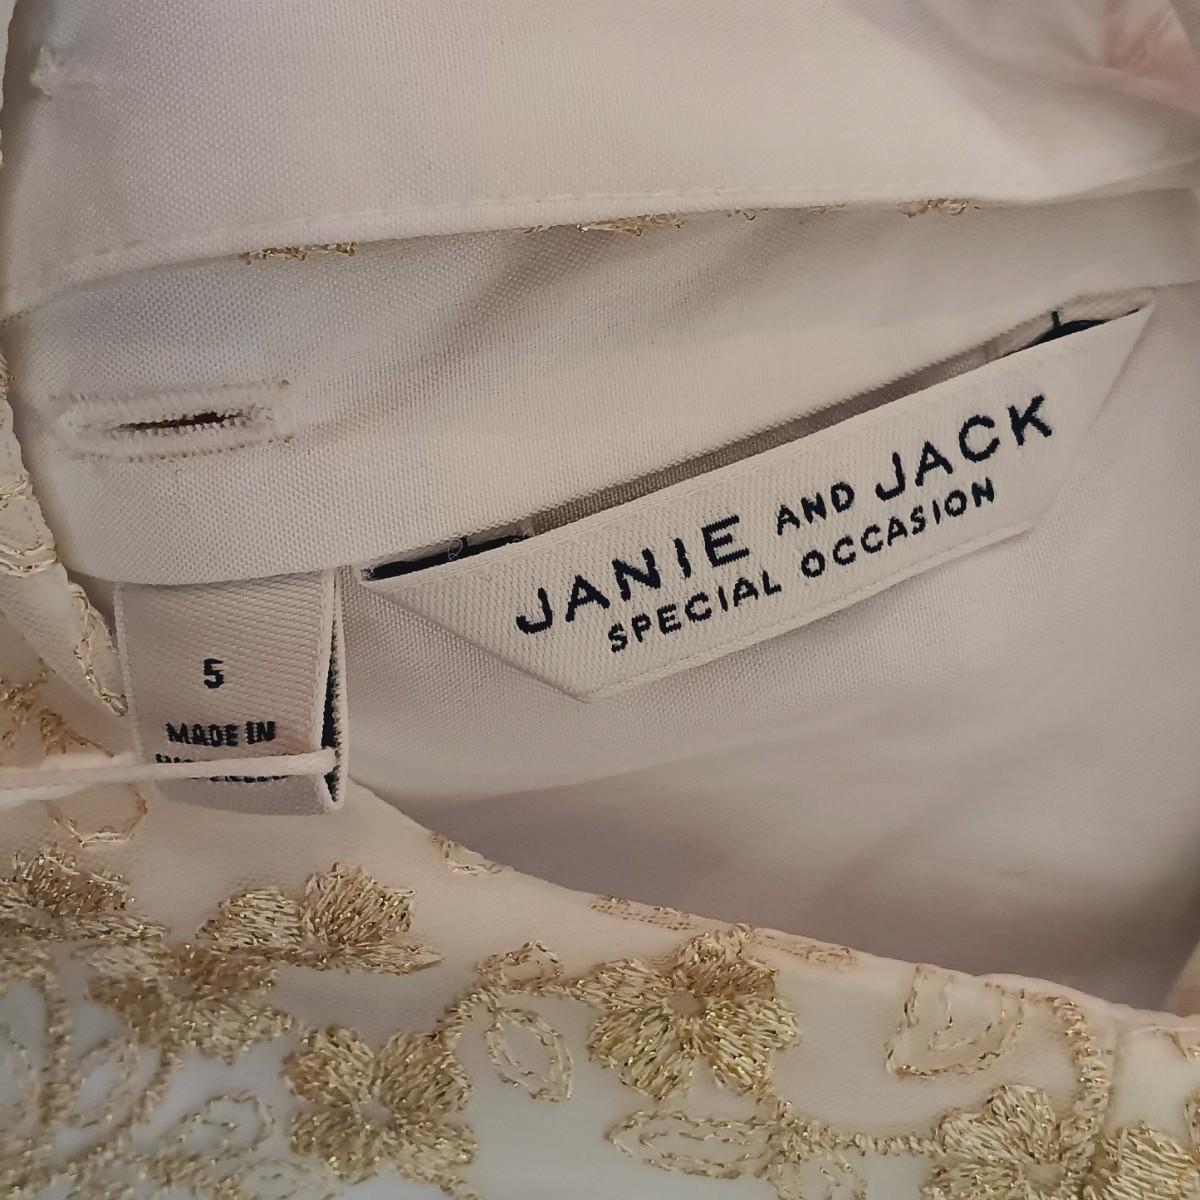 JANIE AND JACK
SPECIAL OCCASION
5
MADE IN